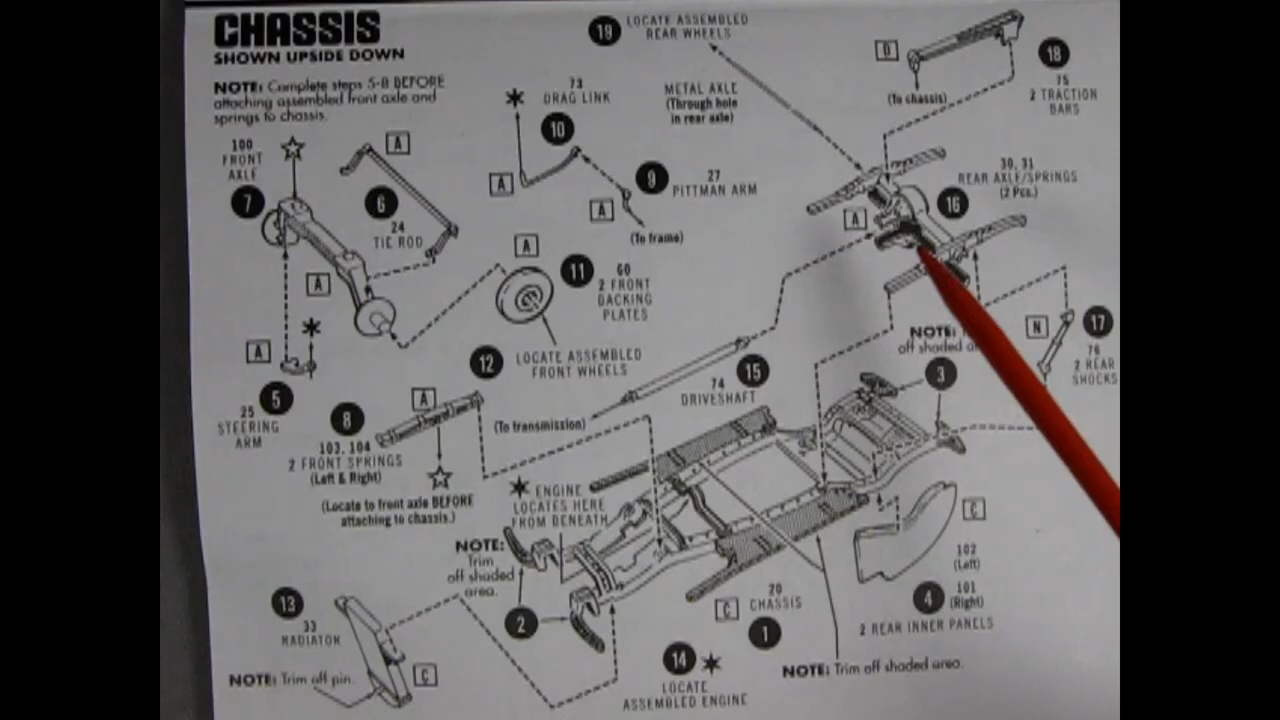 CHASSIS
SHOWN UPSIDE DOWN
NOTE: Complete steps 5-8 BEFORE
attaching assembled front axle and
springs to chassis.
100
FRONT
AXLE
7
A
6
24
TIE ROD
A
A
5
25
STEERING
ARM
73
DRAG LINK
10
A
9
27
PITTMAN ARM
A
(To frame)
A
11
60
2 FRONT
BACKING
PLATES
LOCATE ASSEMBLED
FRONT WHEELS
12
8
A
103, 104
2 FRONT SPRINGS
(Left & Right)
(Locate to front axle BEFORE
attaching to chassis.)
19
LOCATE ASSEMBLED
REAR WHEELS
METAL AXLE
(Through hole
in rear axle)
D
(To chassis)
18
75
2 TRACTION
BARS
30, 31
REAR AXLE/SPRINGS
(2 Pcs.)
16
A
N
17
76
2 REAR
SHOCKS
NOTE:
off shaded
3
15
74
DRIVESHAFT
(To transmission)
ENGINE
LOCATES HERE
FROM BENEATH
NOTE:
Trim
off shaded
area.
2
C
20
CHASSIS
1
C
102
(Left)
4
101
(Right)
2 REAR INNER PANELS
NOTE: Trim off shaded area.
13
33
RADIATOR
NOTE: Trim off pin.
C
14
LOCATE
ASSEMBLED ENGINE